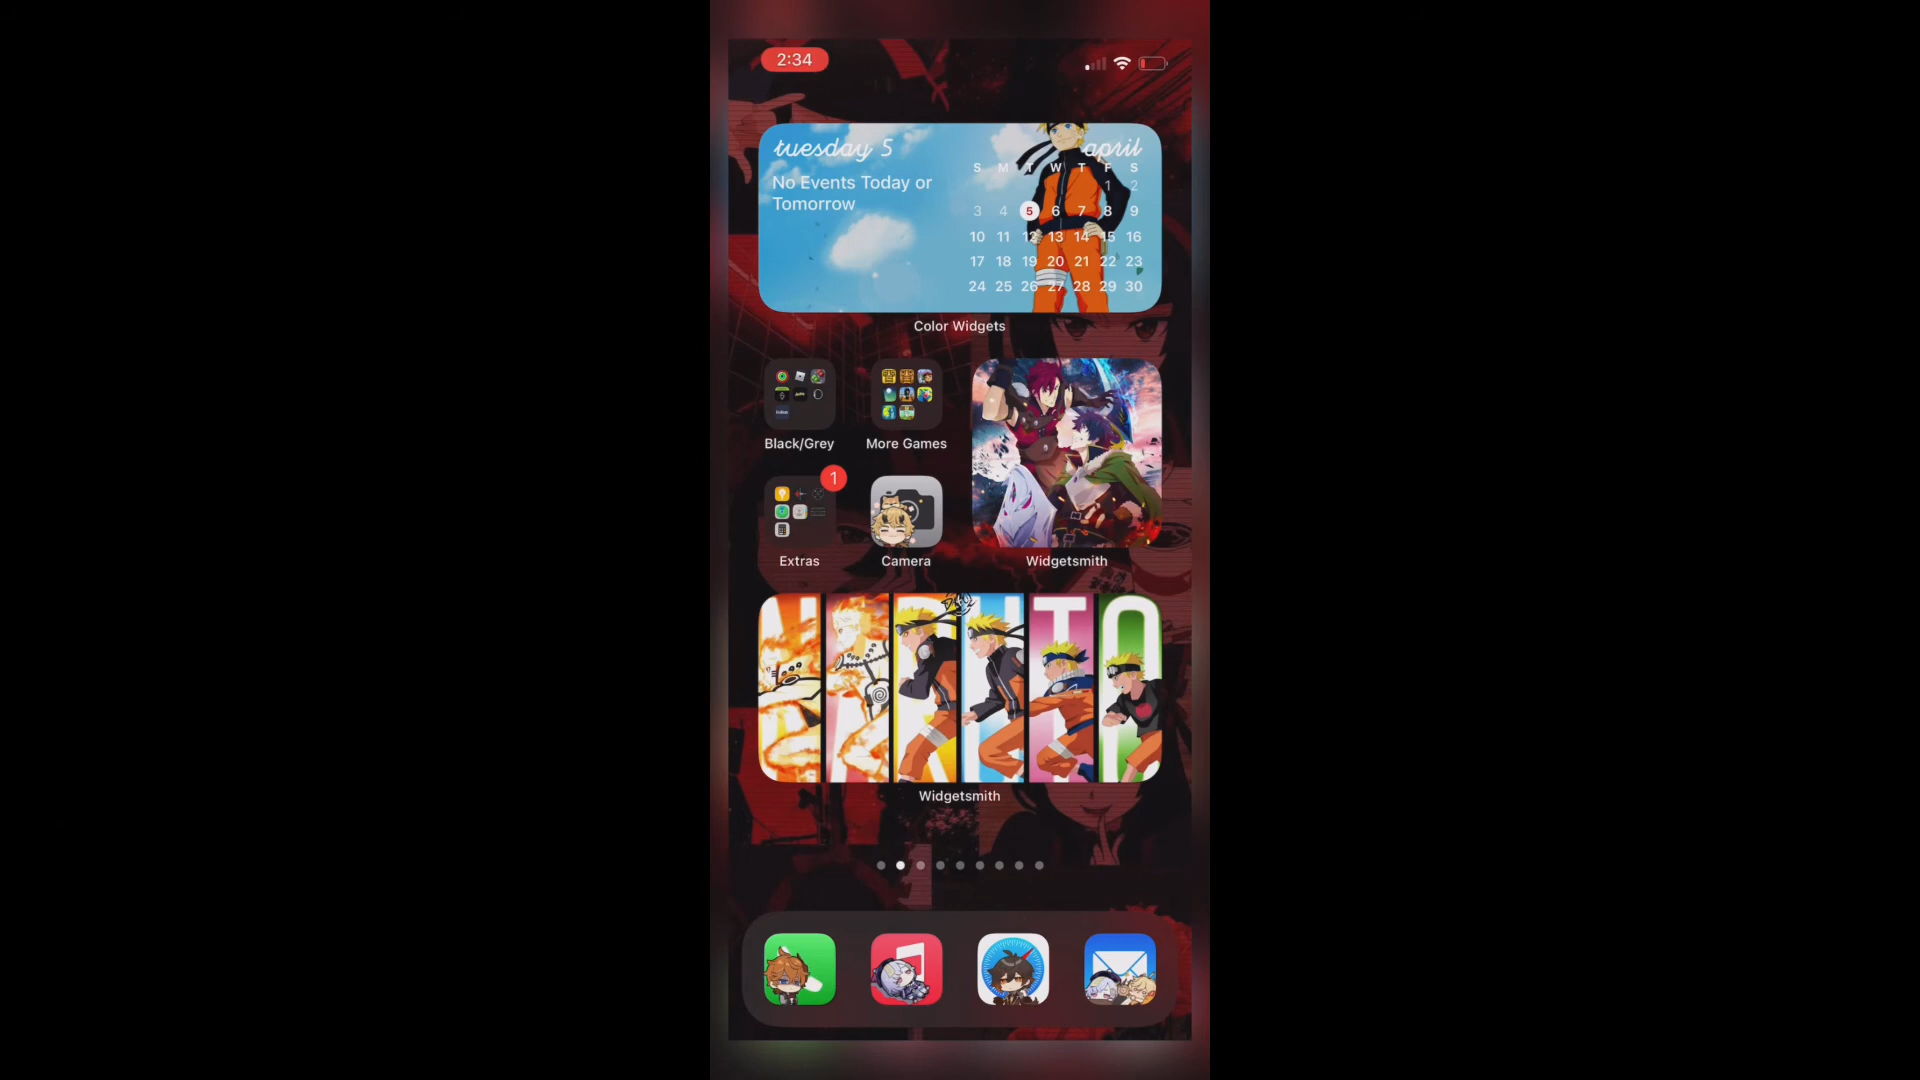 2:34
tuesday 5
april
No Events Today or
Tomorrow
S M T W T F S
1 2
3 4 5 6 7 8 9
10 11 12 13 14 15 16
17 18 19 20 21 22 23
24 25 26 27 28 29 30
Color Widgets
Black/Grey
More Games
1
Extras
Camera
Widgetsmith
NARUTO
Widgetsmith